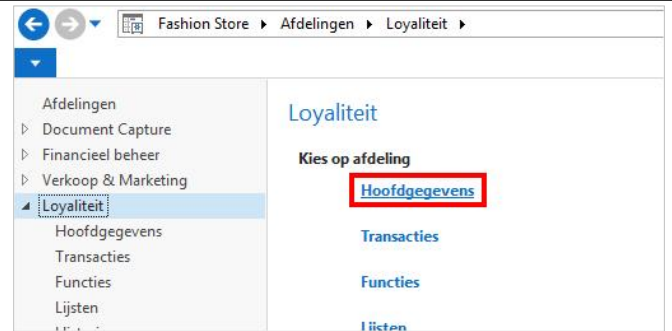 Fashion Store ▸ Afdelingen ▸ Loyaliteit ▸
Afdelingen
Document Capture
Financieel beheer
Verkoop & Marketing
Loyaliteit
Hoofdgegevens
Transacties
Functies
Lijsten
Loyaliteit
Kies op afdeling
Hoofdgegevens
Transacties
Functies
Lijsten